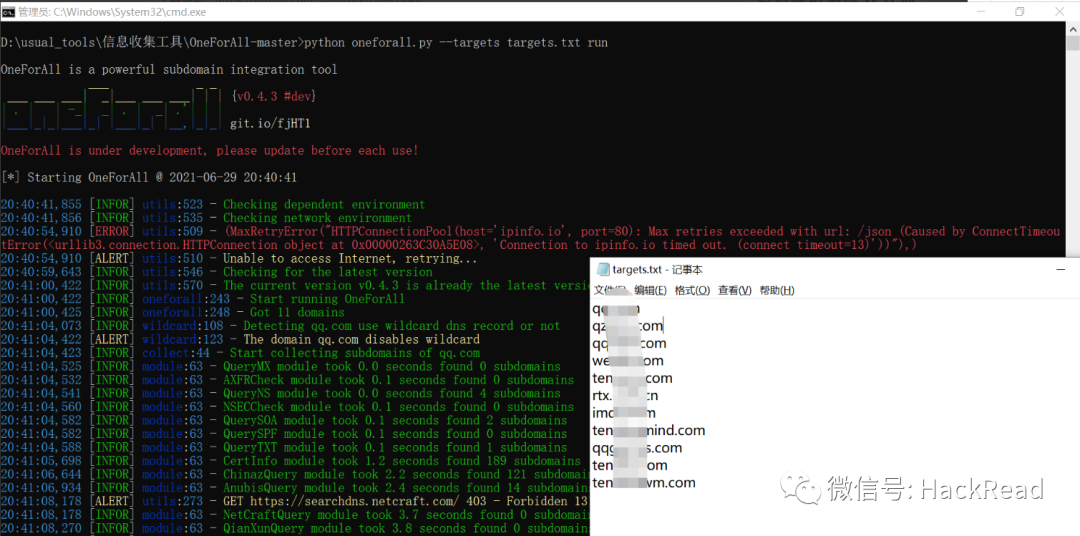 管理员: C:\Windows\System32\cmd.exe
D:\usual_tools\信息收集工具\OneForAll-master>python oneforall.py --targets targets.txt run
OneForAll is a powerful subdomain integration tool
oneforall
{v0.4.3 #dev}
git.io/fjHT1
OneForAll is under development, please update before each use!
[*] Starting OneForAll @ 2021-06-29 20:40:41
20:40:41,855 [INFOR] utils:523 - Checking dependent environment
20:40:41,856 [INFOR] utils:535 - Checking network environment
20:40:54,910 [ERROR] utils:509 - (MaxRetryError("HTTPConnectionPool(host='ipinfo.io', port=80): Max retries exceeded with url: /json (Caused by ConnectTimeou
tError(<urllib3.connection.HTTPConnection object at 0x00000263C30A5E08>, 'Connection to ipinfo.io timed out. (connect timeout=13)'))"),)
20:40:54,910 [ALERT] utils:510 - Unable to access Internet, retrying...
20:40:59,643 [INFOR] utils:546 - Checking for the latest version
20:41:00,422 [INFOR] utils:570 - The current version v0.4.3 is already the latest versi
20:41:00,422 [INFOR] oneforall:243 - Start running OneForAll
20:41:00,425 [INFOR] oneforall:248 - Got 11 domains
20:41:04,073 [INFOR] wildcard:108 - Detecting qq.com use wildcard dns record or not
20:41:04,422 [ALERT] wildcard:123 - The domain qq.com disables wildcard
20:41:04,423 [INFOR] collect:44 - Start collecting subdomains of qq.com
20:41:04,525 [INFOR] module:63 - QueryMX module took 0.0 seconds found 0 subdomains
20:41:04,532 [INFOR] module:63 - AXFRCheck module took 0.1 seconds found 0 subdomains
20:41:04,541 [INFOR] module:63 - QueryNS module took 0.0 seconds found 4 subdomains
20:41:04,560 [INFOR] module:63 - NSECCheck module took 0.1 seconds found 0 subdomains
20:41:04,582 [INFOR] module:63 - QuerySOA module took 0.1 seconds found 2 subdomains
20:41:04,582 [INFOR] module:63 - QuerySPF module took 0.1 seconds found 0 subdomains
20:41:04,588 [INFOR] module:63 - QueryTXT module took 0.1 seconds found 1 subdomains
20:41:05,698 [INFOR] module:63 - CertInfo module took 1.2 seconds found 189 subdomains
20:41:06,644 [INFOR] module:63 - ChinazQuery module took 2.2 seconds found 121 subdomai
20:41:06,934 [INFOR] module:63 - AnubisQuery module took 2.4 seconds found 14 subdomain
20:41:08,178 [ALERT] utils:273 - GET https://searchdns.netcraft.com/ 403 - Forbidden 13
20:41:08,178 [INFOR] module:63 - NetCraftQuery module took 3.7 seconds found 0 subdomai
20:41:08,270 [INFOR] module:63 - QianXunQuery module took 3.8 seconds found 0 subdomain
targets.txt - 记事本
文件(F) 编辑(E) 格式(O) 查看(V) 帮助(H)
qq
qz com
qq com
we om
ten com
rtx. cn
im m
ten mind.com
qqg s.com
ten om
ten wm.com
微信号: HackRead